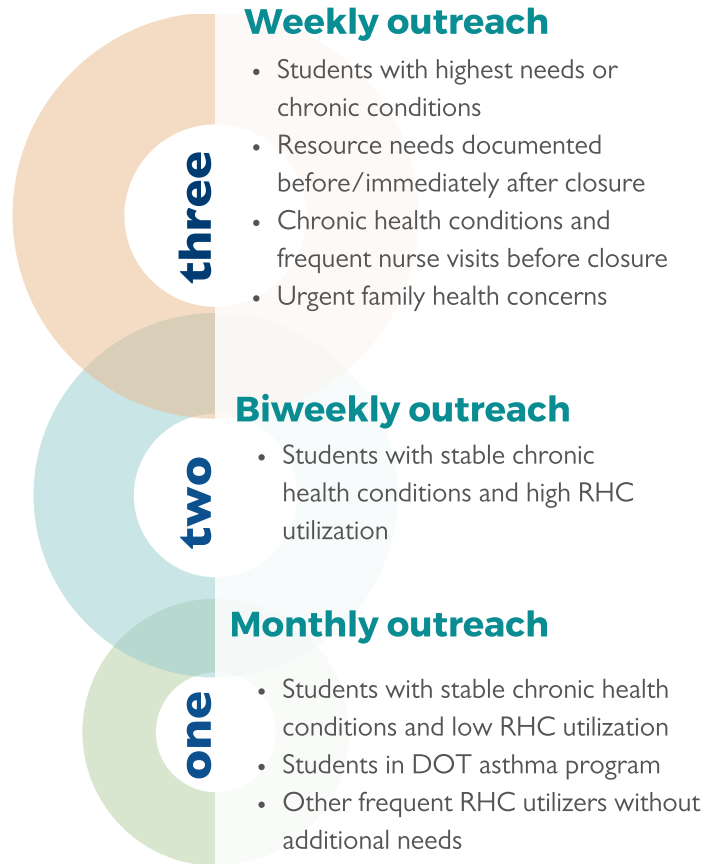 Weekly outreach
• Students with highest needs or
chronic conditions
• Resource needs documented
before/immediately after closure
• Chronic health conditions and
frequent nurse visits before closure
• Urgent family health concerns
three
Biweekly outreach
• Students with stable chronic
health conditions and high RHC
utilization
two
Monthly outreach
• Students with stable chronic health
conditions and low RHC utilization
• Students in DOT asthma program
• Other frequent RHC utilizers without
additional needs
one